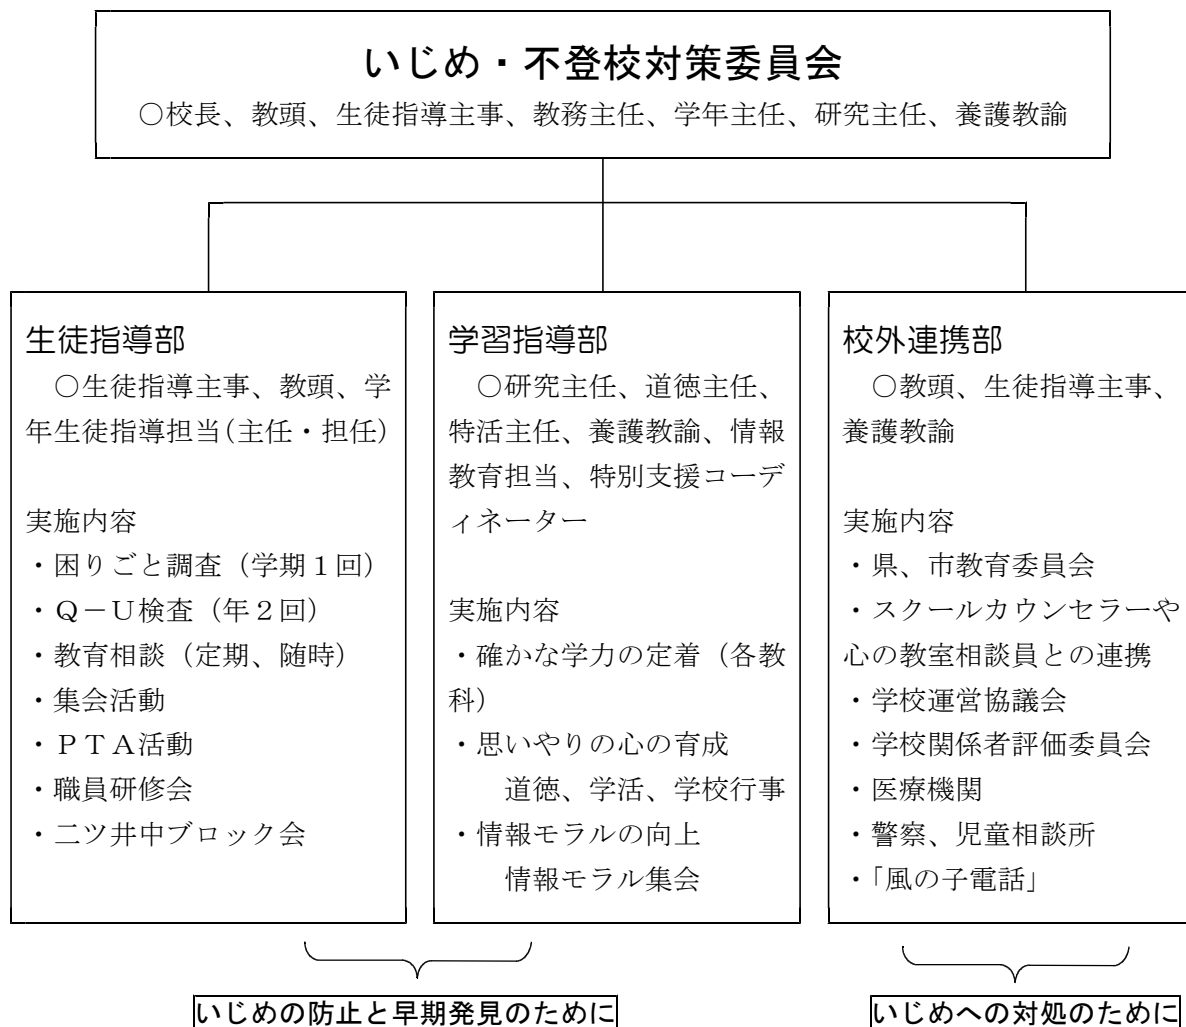 いじめ・不登校対策委員会
○校長、教頭、生徒指導主事、教務主任、学年主任、研究主任、養護教諭
生徒指導部
○生徒指導主事、教頭、学
年生徒指導担当(主任・担任)
実施内容
・困りごと調査（学期１回）
・Ｑ－Ｕ検査（年２回）
・教育相談（定期、随時）
・集会活動
・ＰＴＡ活動
・職員研修会
・二ツ井中ブロック会
学習指導部
○研究主任、道徳主任、
特活主任、養護教諭、情報
教育担当、特別支援コーデ
ィネーター
実施内容
・確かな学力の定着（各教
科）
・思いやりの心の育成
道徳、学活、学校行事
・情報モラルの向上
情報モラル集会
校外連携部
○教頭、生徒指導主事、
養護教諭
実施内容
・県、市教育委員会
・スクールカウンセラーや
心の教室相談員との連携
・学校運営協議会
・学校関係者評価委員会
・医療機関
・警察、児童相談所
・「風の子電話」
いじめの防止と早期発見のために
いじめへの対処のために